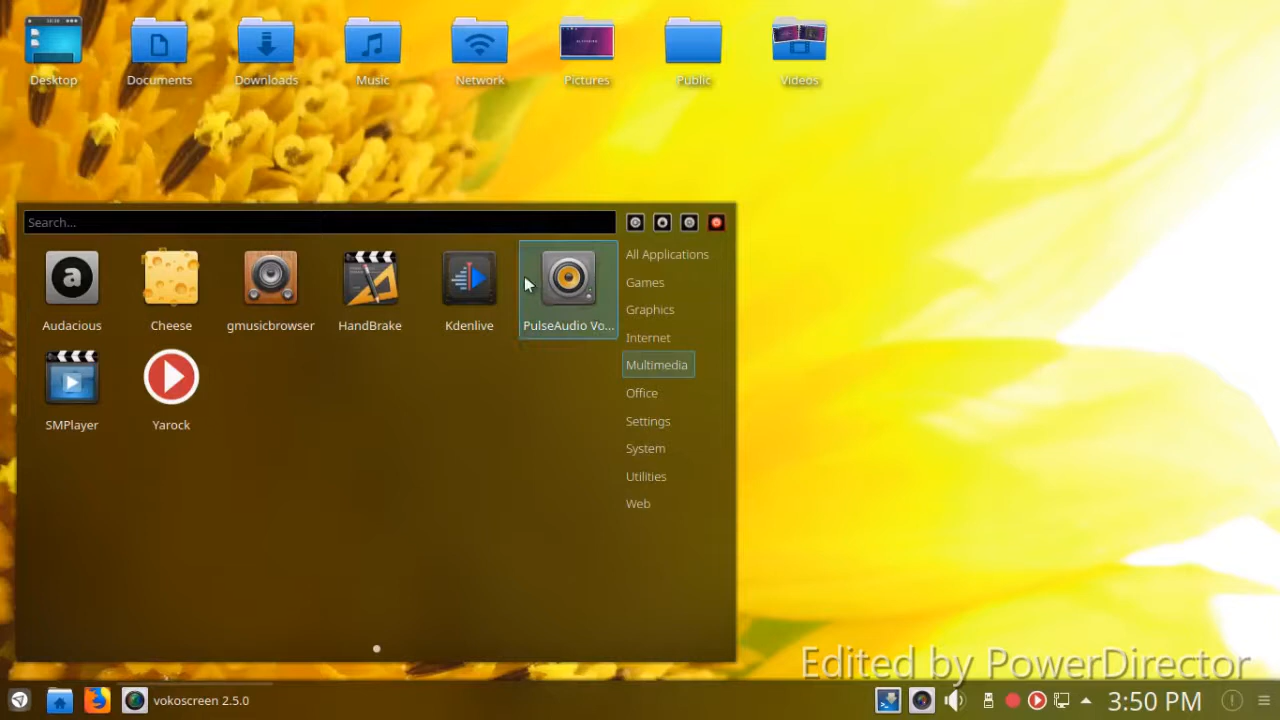 Desktop
Documents
Downloads
Music
Network
Pictures
Public
Videos
Search...
All Applications
Games
Graphics
Internet
Multimedia
Office
Settings
System
Utilities
Web
Audacious
Cheese
gmusicbrowser
HandBrake
Kdenlive
PulseAudio Vo...
SMPlayer
Yarock
Edited by PowerDirector
vokoscreen 2.5.0
3:50 PM